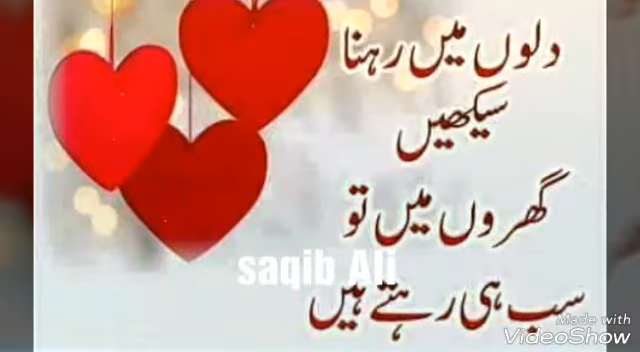 دلوں میں رہنا
سیکھیں
گھروں میں تو
saqib Ali
سب ہی رہتے ہیں
Made with
VideoShow